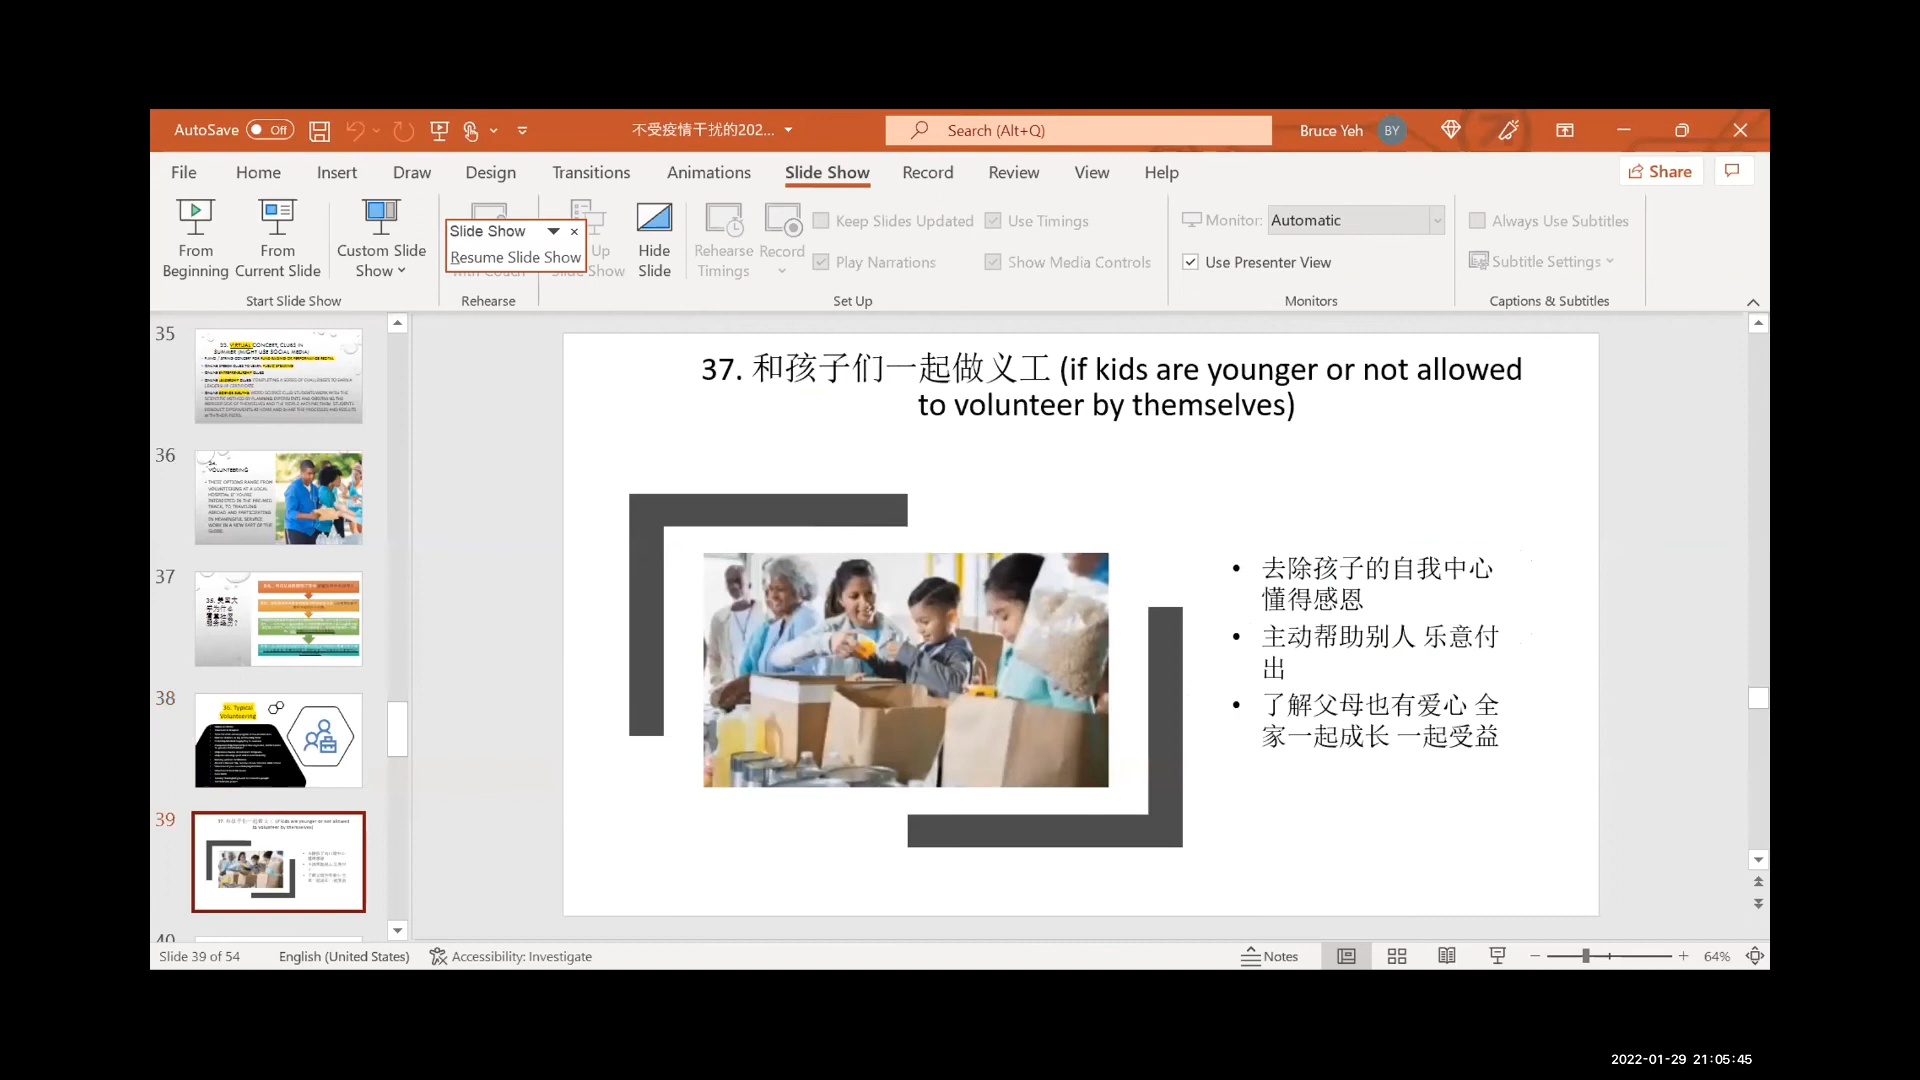 AutoSave Off
不受疫情干扰的202...
Search (Alt+Q)
Bruce Yeh BY
File Home Insert Draw Design Transitions Animations Slide Show Record Review View Help
Share
From Beginning
From Current Slide
Custom Slide Show
Slide Show
Resume Slide Show
Hide Slide
Rehearse Timings
Record
Keep Slides Updated
Play Narrations
Use Timings
Show Media Controls
Monitor: Automatic
Use Presenter View
Always Use Subtitles
Subtitle Settings
Start Slide Show
Rehearse
Set Up
Monitors
Captions & Subtitles
35
36
VOLUNTEERING
37
38
36. Typical
Volunteering
39
40
37. 和孩子们一起做义工 (if kids are younger or not allowed
to volunteer by themselves)
• 去除孩子的自我中心
懂得感恩
• 主动帮助别人 乐意付
出
• 了解父母也有爱心 全
家一起成长 一起受益
Slide 39 of 54
English (United States)
Accessibility: Investigate
Notes
64%
2022-01-29 21:05:45